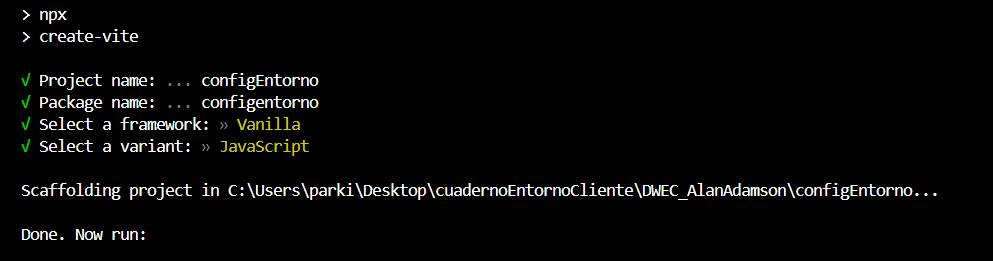 > npx
> create-vite
√ Project name: ... configEntorno
√ Package name: ... configentorno
√ Select a framework: » Vanilla
√ Select a variant: » JavaScript
Scaffolding project in C:\Users\parki\Desktop\cuadernoEntornoCliente\DWEC_AlanAdamson\configEntorno...
Done. Now run: